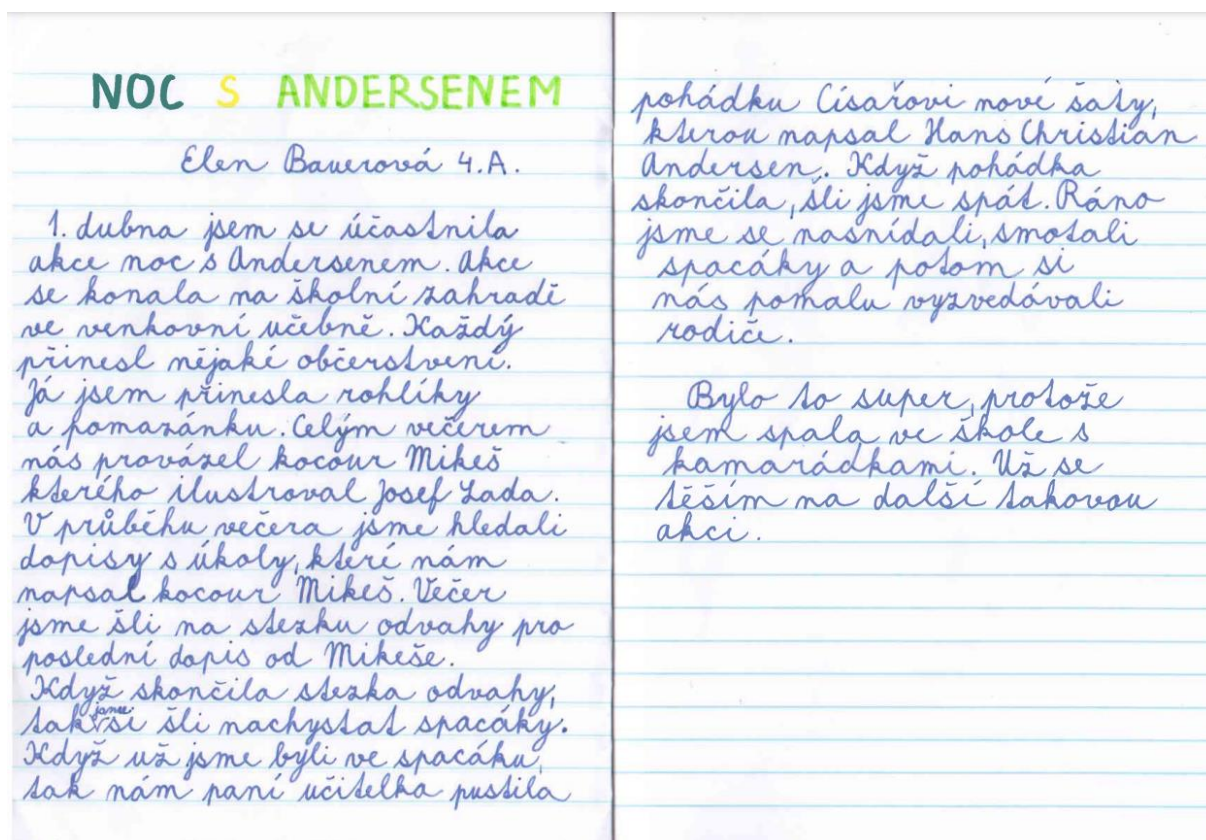 NOC S ANDERSENEM
Elen Bauerová 4.A.
1. dubna jsem se účastnila
akce noc s Andersenem. Akce
se konala na školní zahradě
ve venkovní učebně. Každý
přinesl nějaké občerstvení.
Já jsem přinesla rohlíky
a pomazánku. Celým večerem
nás provázel kocour Mikeš
kterého ilustroval Josef Lada.
V průběhu večera jsme hledali
dopisy s úkoly, které nám
napsal kocour Mikeš. Večer
jsme šli na stezku odvahy pro
poslední dopis od Mikeše.
Když skončila stezka odvahy,
tak jsme si šli nachystat spacáky.
Když už jsme byli ve spacáku,
tak nám paní učitelka pustila
pohádku Císařovi nové šaty,
kterou napsal Hans Christian
Andersen. Když pohádka
skončila, šli jsme spát. Ráno
jsme se nasnídali, smotali
spacáky a potom si
nás pomalu vyzvedávali
rodiče.
Bylo to super, protože
jsem spala ve škole s
kamarádkami. Už se
těším na další takovou
akci.